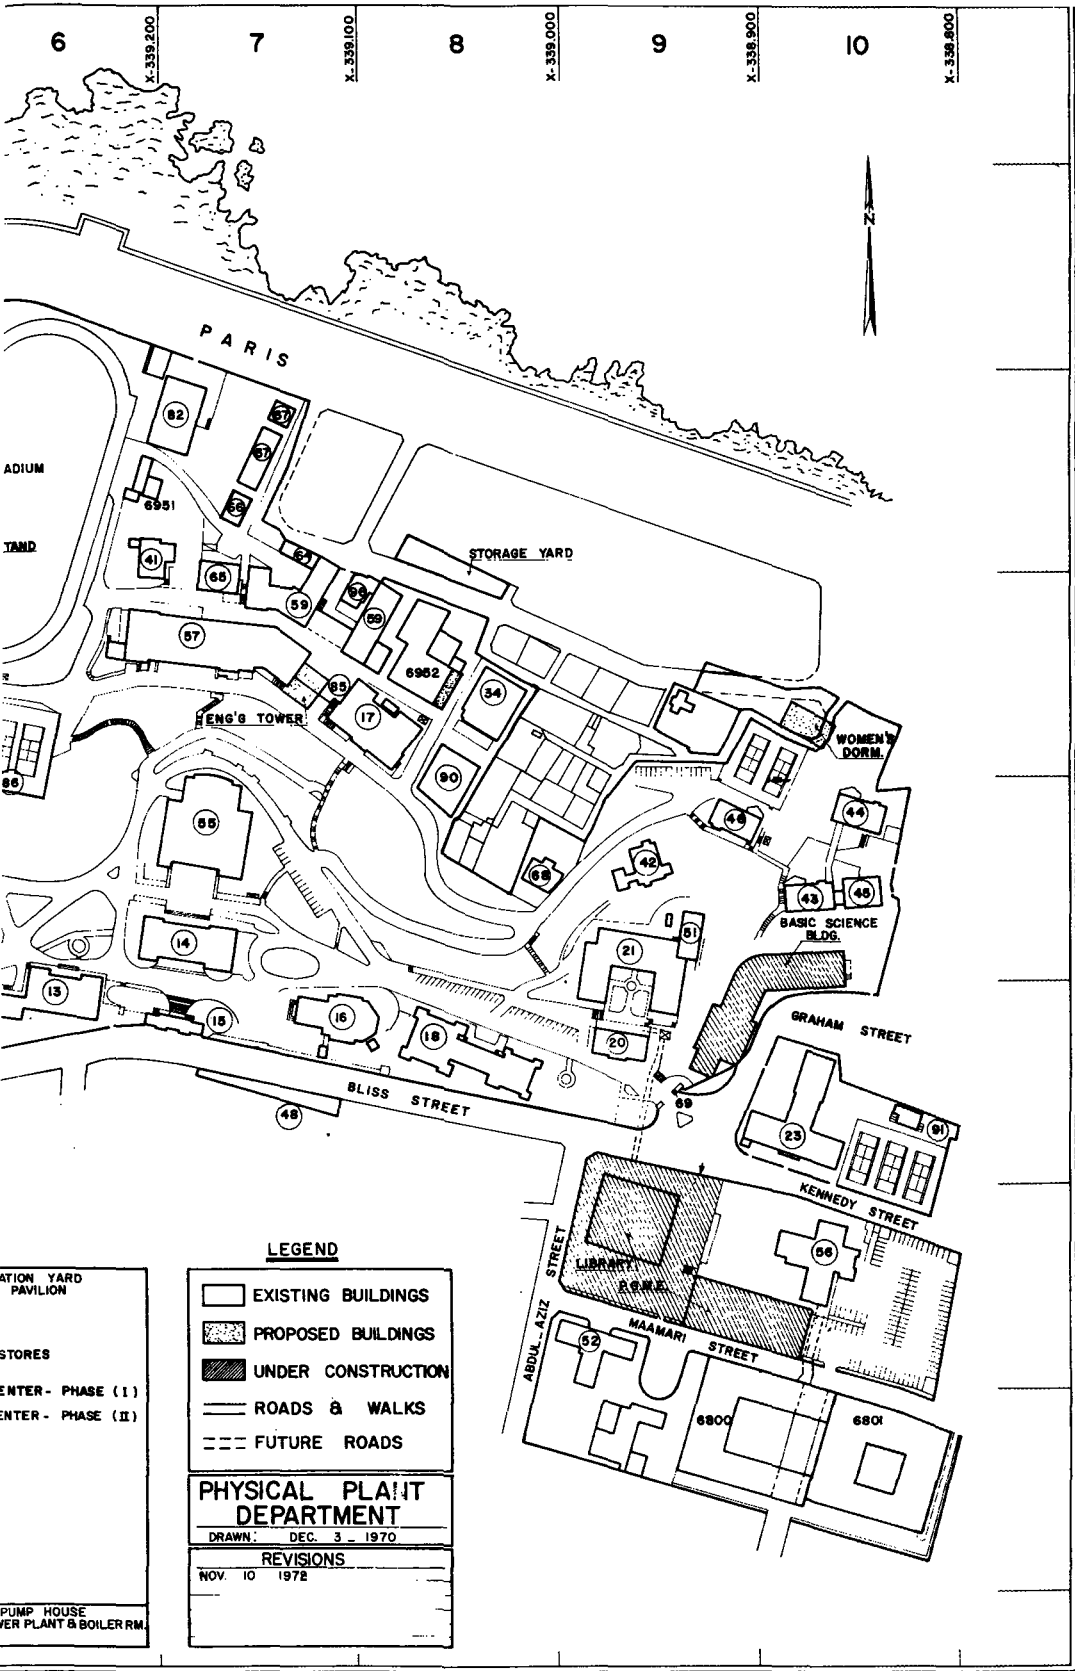 6 7 8 9 10
X-339.200
X-339.100
X-339.000
X-338.900
X-338.800
N
PARIS
82
67
ADIUM
57
6951
66
TAND
STORAGE YARD
41
65
59
96
59
57
6952
34
85
17
ENG'G TOWER
WOMEN'S
DORM.
86
90
55
46
44
42
68
43
45
51
BASIC SCIENCE
BLDG.
14
21
13
15
16
18
20
GRAHAM STREET
BLISS STREET
69
48
23
91
KENNEDY STREET
56
LIBRARY
ABDUL-AZIZ STREET
MAAMARI STREET
52
6800
6801
LEGEND
EXISTING BUILDINGS
PROPOSED BUILDINGS
UNDER CONSTRUCTION
ROADS & WALKS
FUTURE ROADS
ATION YARD
PAVILION
STORES
ENTER - PHASE (I)
ENTER - PHASE (II)
PUMP HOUSE
VER PLANT & BOILER RM.
PHYSICAL PLANT
DEPARTMENT
DRAWN: DEC. 3 - 1970
REVISIONS
NOV. 10 1972